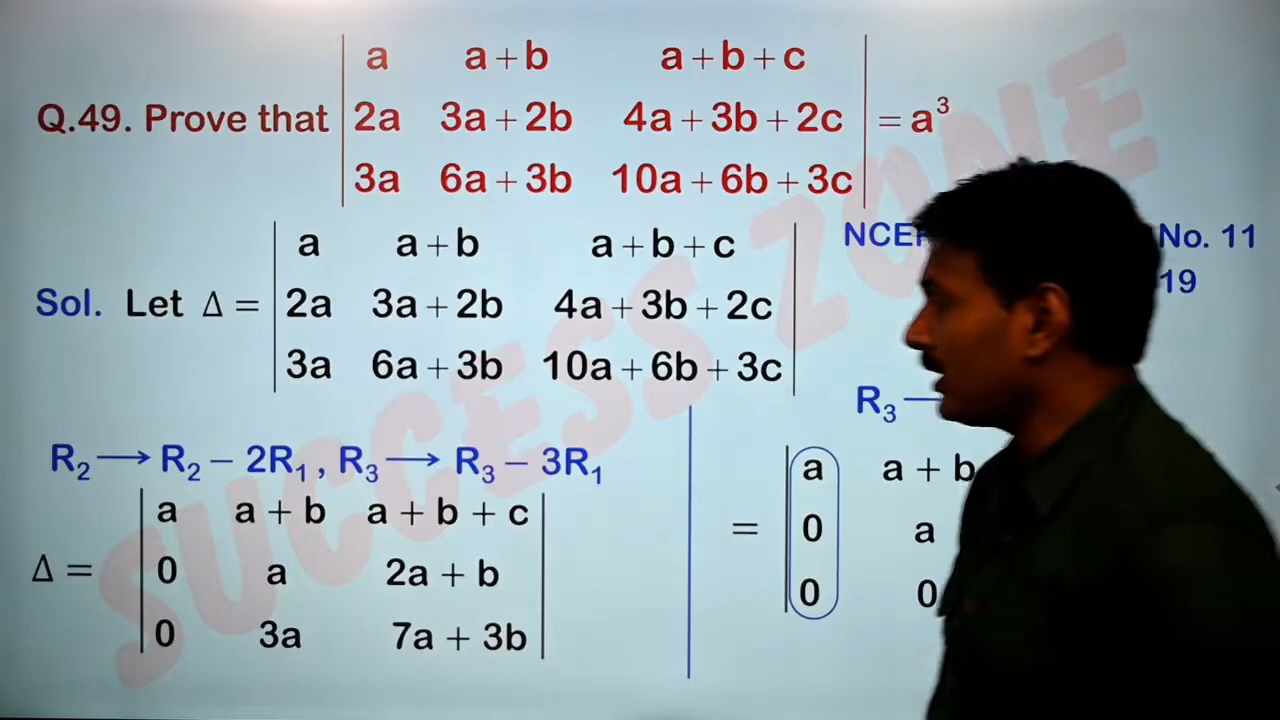 a a+b a+b+c
Q.49. Prove that 2a 3a+2b 4a+3b+2c = a³
3a 6a+3b 10a+6b+3c
a a+b a+b+c
No. 11
Sol. Let Δ = 2a 3a+2b 4a+3b+2c
19
3a 6a+3b 10a+6b+3c
R₂ → R₂ − 2R₁, R₃ → R₃ − 3R₁
a a + b a + b + c
Δ = 0 a 2a + b
0 3a 7a + 3b
R₃ →
a a + b
= 0 a
0 0
SUCCESS ZONE